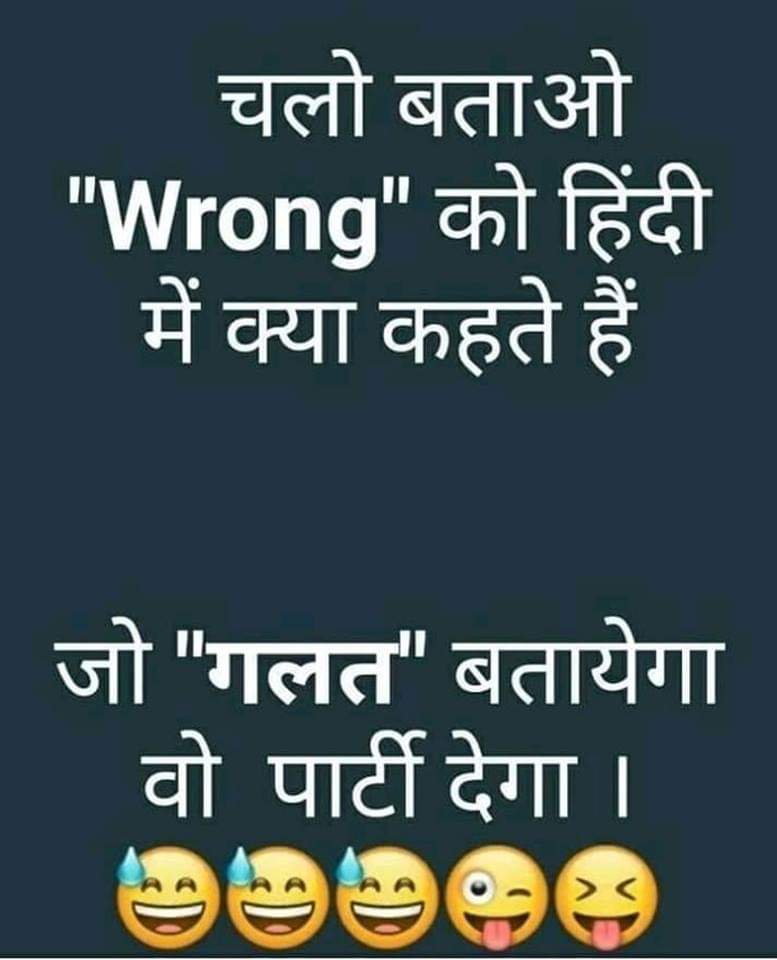 चलो बताओ
"Wrong" को हिंदी
में क्या कहते हैं
जो "गलत" बतायेगा
वो पार्टी देगा ।